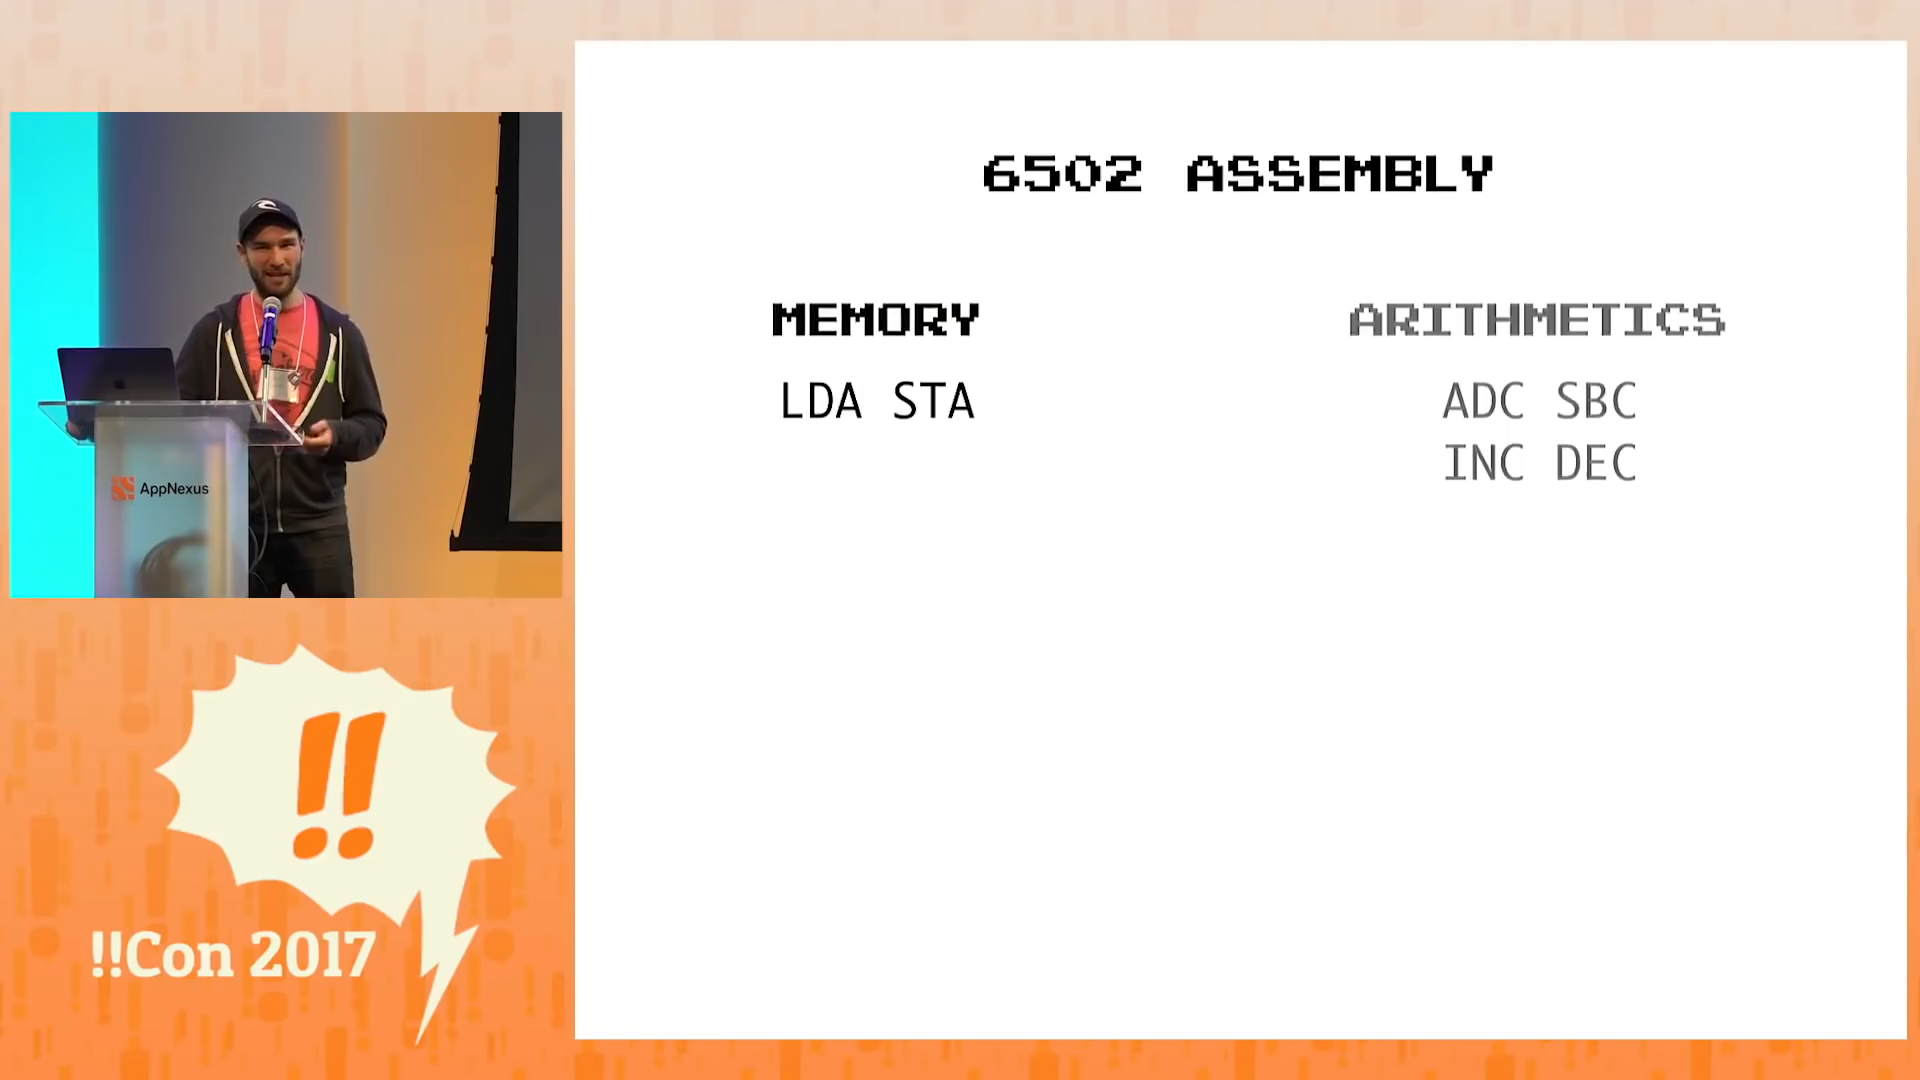 6502 ASSEMBLY
MEMORY
LDA STA
ARITHMETICS
ADC SBC
INC DEC
AppNexus
!!
!!Con 2017